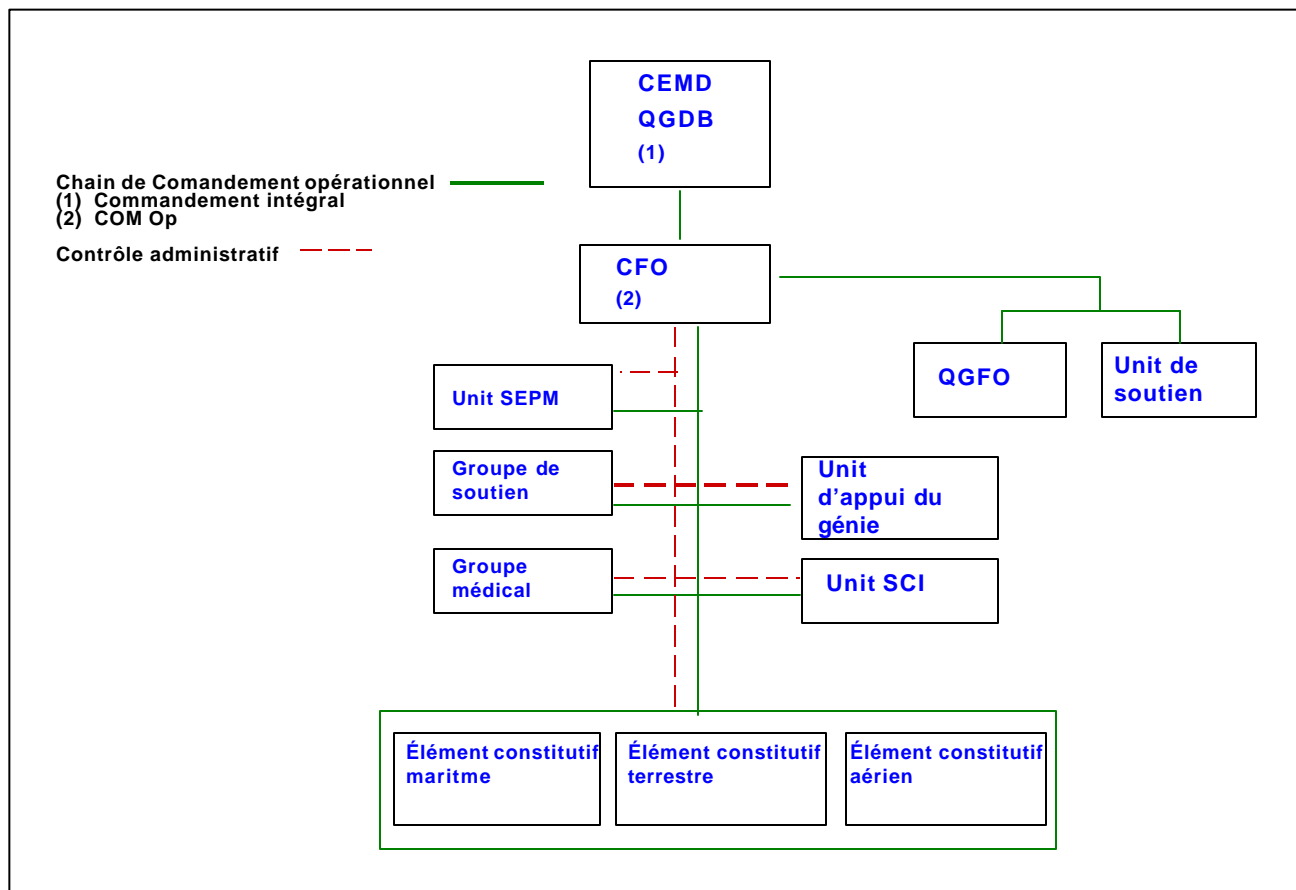 CEMD
QGDB
(1)
Chain de Comandement opérationnel
(1) Commandement intégral
(2) COM Op
Contrôle administratif
CFO
(2)
QGFO
Unit de
soutien
Unit SEPM
Groupe de
soutien
Unit
d'appui du
génie
Groupe
médical
Unit SCI
Élément constitutif
maritme
Élément constitutif
terrestre
Élément constitutif
aérien